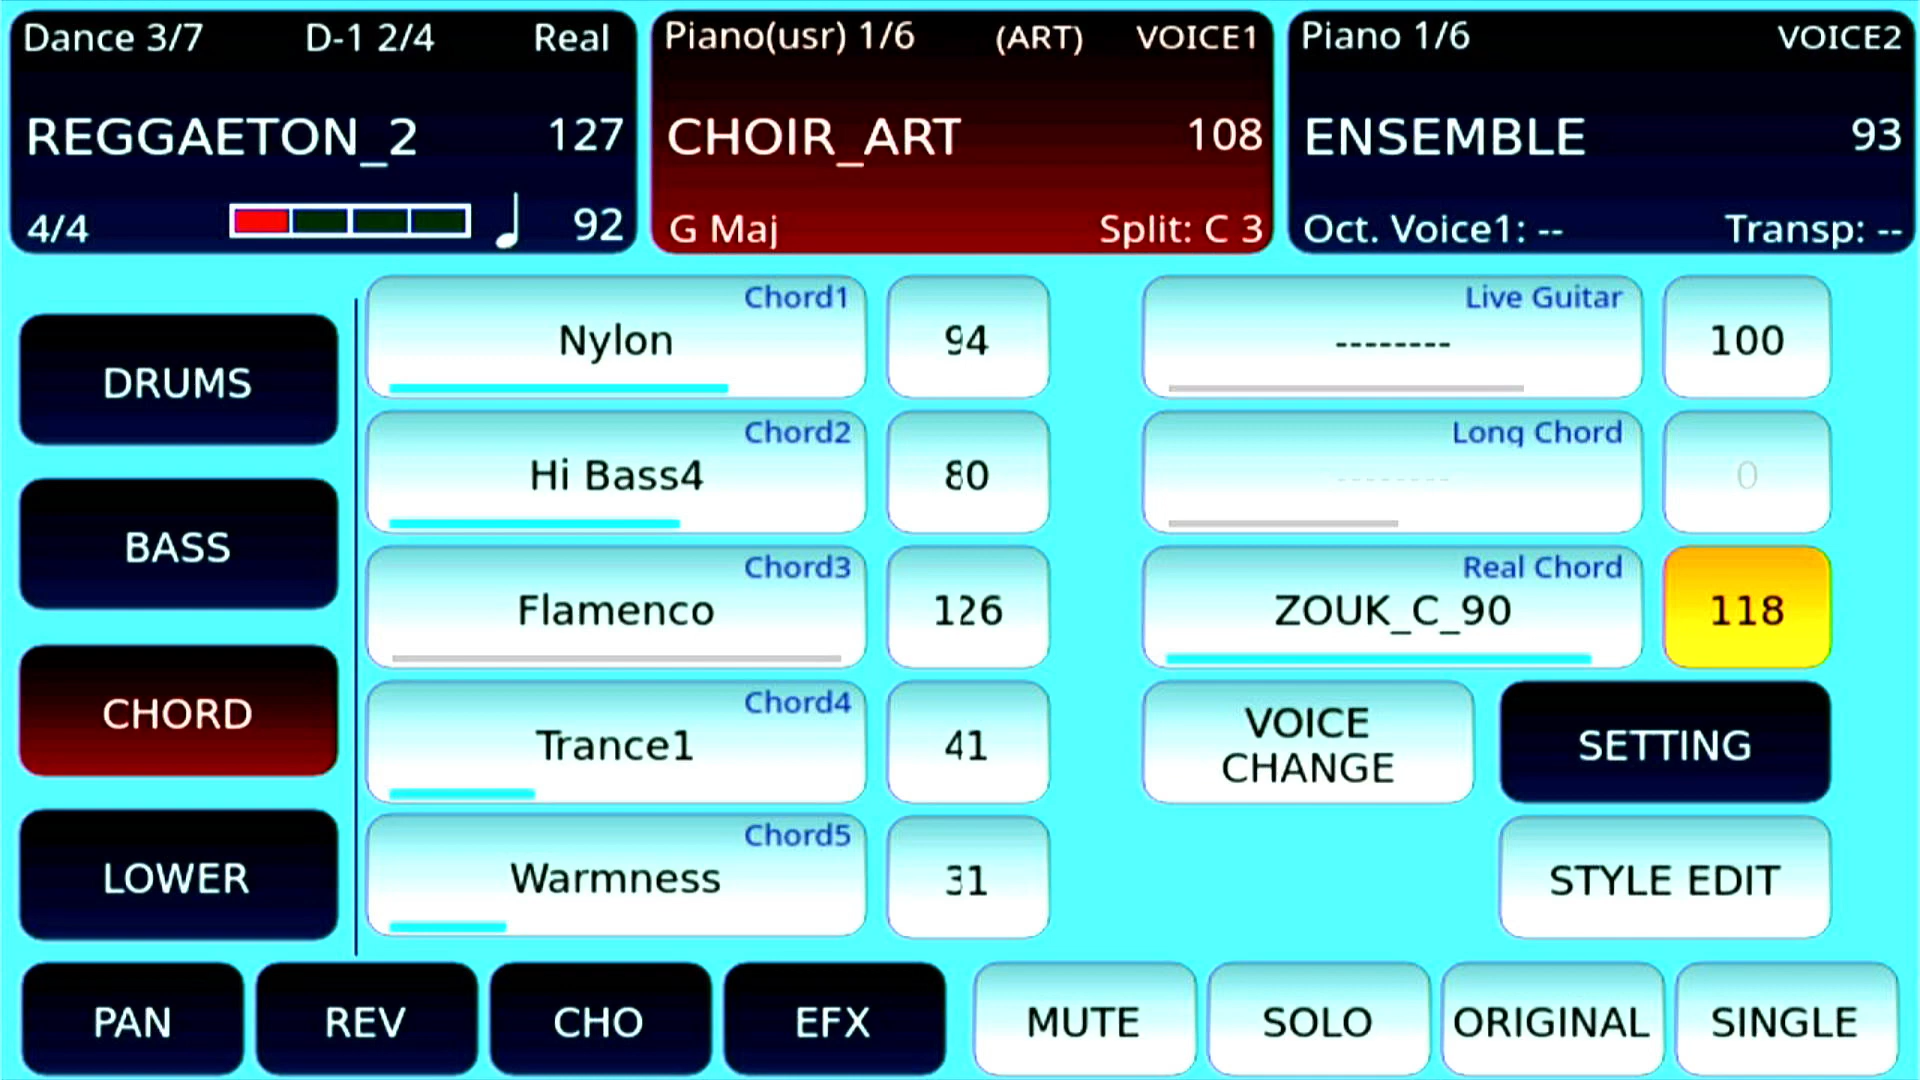 Dance 3/7 D-1 2/4 Real
REGGAETON_2 127
4/4 92
Piano(usr) 1/6 (ART) VOICE1
CHOIR_ART 108
G Maj Split: C 3
Piano 1/6 VOICE2
ENSEMBLE 93
Oct. Voice1: -- Transp: --
DRUMS
BASS
CHORD
LOWER
Chord1
Nylon 94
Chord2
Hi Bass4 80
Chord3
Flamenco 126
Chord4
Trance1 41
Chord5
Warmness 31
Live Guitar
-------- 100
Long Chord
-------- 0
Real Chord
ZOUK_C_90 118
VOICE
CHANGE
SETTING
STYLE EDIT
PAN REV CHO EFX MUTE SOLO ORIGINAL SINGLE